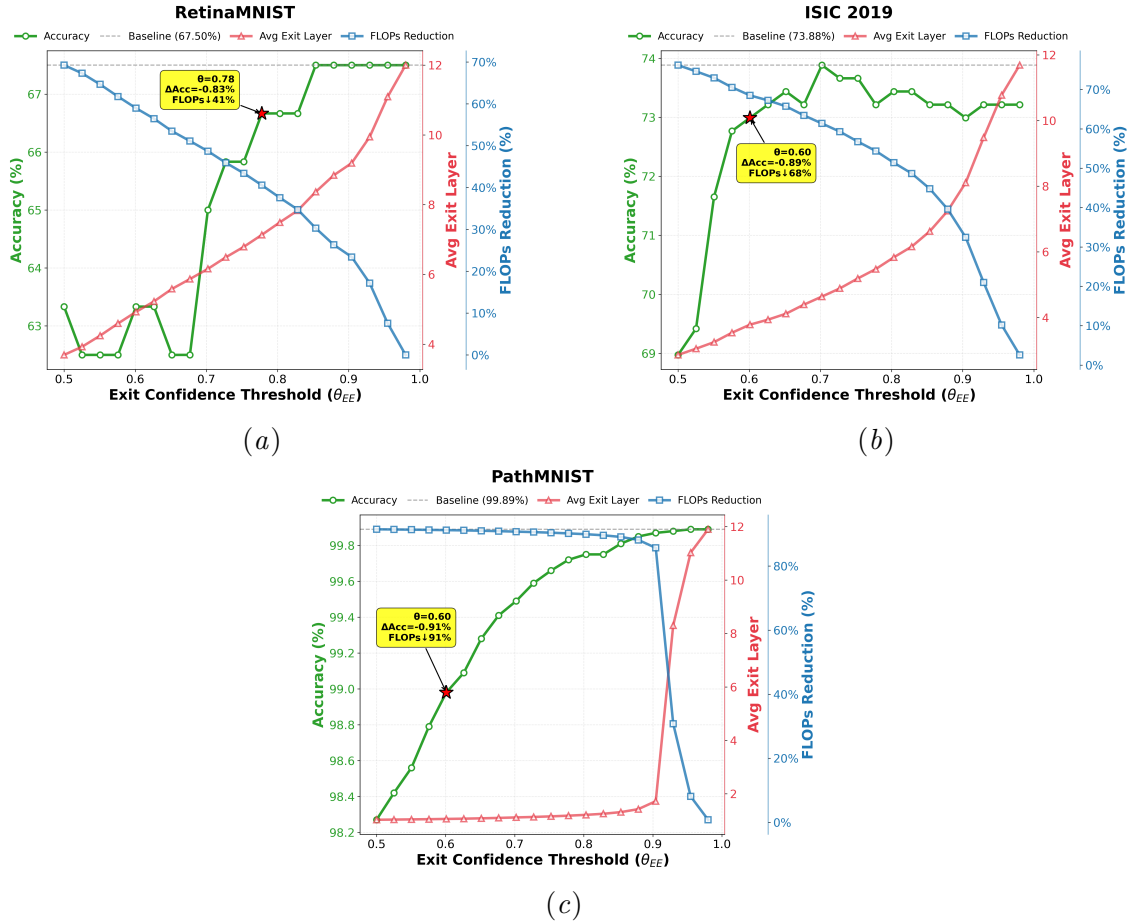 RetinaMNIST
Accuracy Baseline (67.50%) Avg Exit Layer FLOPs Reduction
θ=0.78
ΔAcc=-0.83%
FLOPs↓41%
Accuracy (%)
67
66
65
64
63
0.5 0.6 0.7 0.8 0.9 1.0
Exit Confidence Threshold (θ_EE)
12
10
8
6
4
Avg Exit Layer
70%
60%
50%
40%
30%
20%
10%
0%
FLOPs Reduction (%)
(a)
ISIC 2019
Accuracy Baseline (73.88%) Avg Exit Layer FLOPs Reduction
θ=0.60
ΔAcc=-0.89%
FLOPs↓68%
Accuracy (%)
74
73
72
71
70
69
0.5 0.6 0.7 0.8 0.9 1.0
Exit Confidence Threshold (θ_EE)
12
10
8
6
4
Avg Exit Layer
70%
60%
50%
40%
30%
20%
10%
0%
FLOPs Reduction (%)
(b)
PathMNIST
Accuracy Baseline (99.89%) Avg Exit Layer FLOPs Reduction
θ=0.60
ΔAcc=-0.91%
FLOPs↓91%
Accuracy (%)
99.8
99.6
99.4
99.2
99.0
98.8
98.6
98.4
98.2
0.5 0.6 0.7 0.8 0.9 1.0
Exit Confidence Threshold (θ_EE)
12
10
8
6
4
2
Avg Exit Layer
80%
60%
40%
20%
0%
FLOPs Reduction (%)
(c)